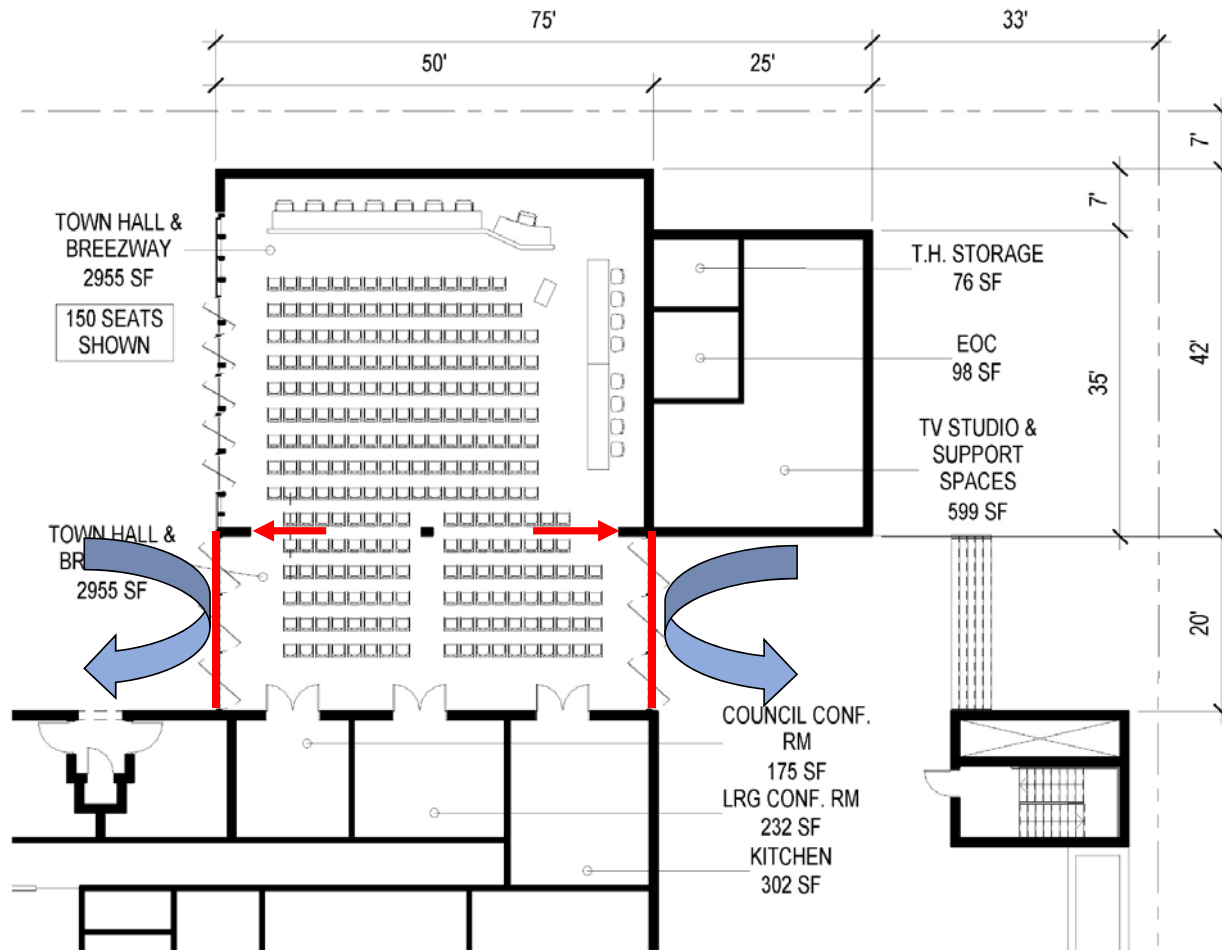 75'
33'
50'
25'
7'
7'
TOWN HALL &
BREEZWAY
2955 SF
150 SEATS
SHOWN
T.H. STORAGE
76 SF
EOC
98 SF
42'
35'
TV STUDIO &
SUPPORT
SPACES
599 SF
TOWN HALL &
BR
2955 SF
20'
COUNCIL CONF.
RM
175 SF
LRG CONF. RM
232 SF
KITCHEN
302 SF